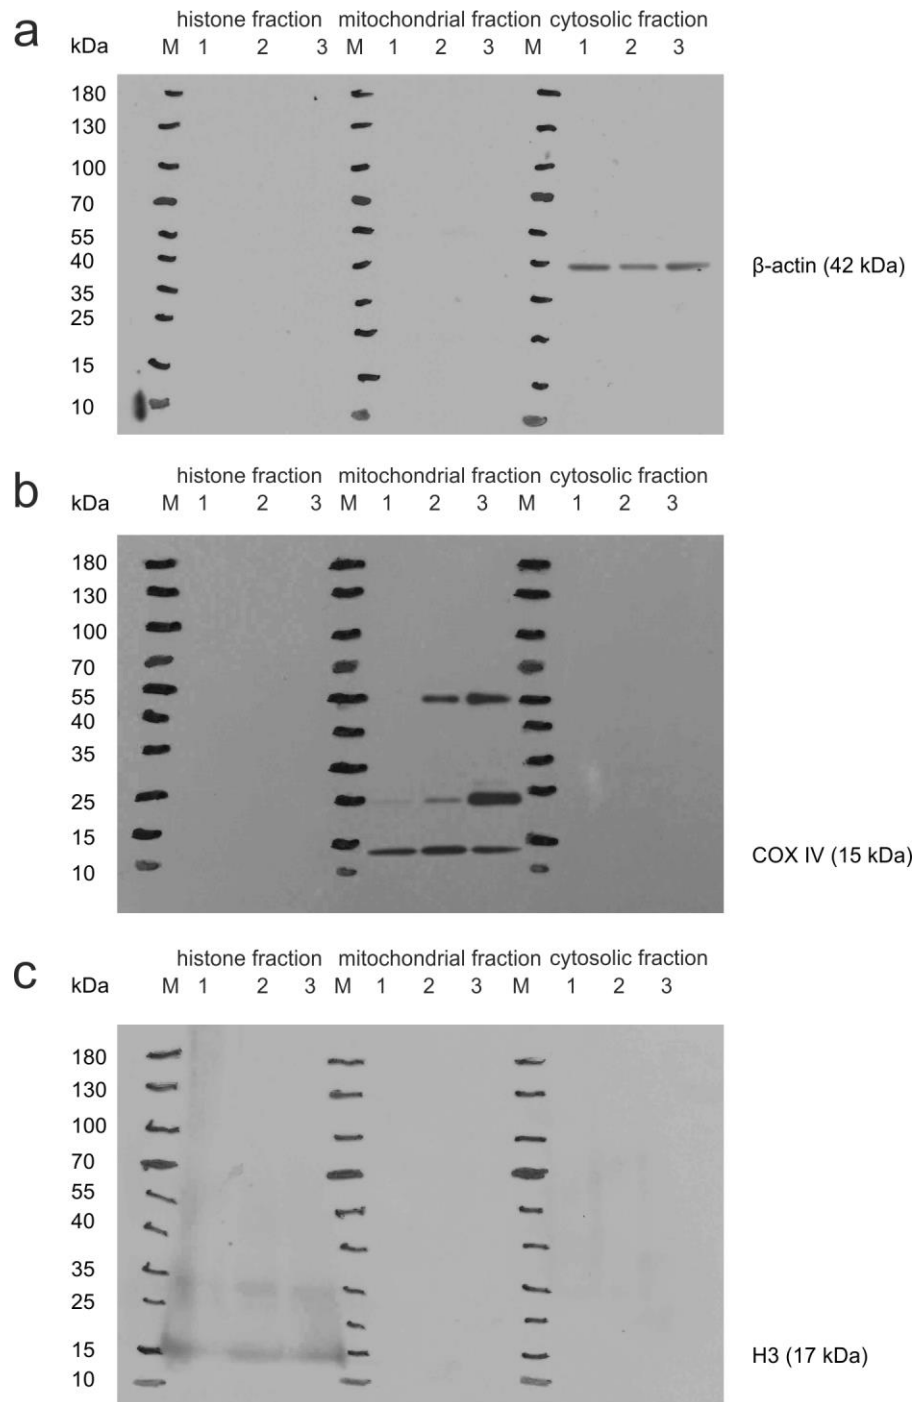 a
histone fraction mitochondrial fraction cytosolic fraction
kDa M 1 2 3 M 1 2 3 M 1 2 3
180
130
100
70
55
40
β-actin (42 kDa)
35
25
15
10
b
histone fraction mitochondrial fraction cytosolic fraction
kDa M 1 2 3 M 1 2 3 M 1 2 3
180
130
100
70
55
40
35
25
15
COX IV (15 kDa)
10
c
histone fraction mitochondrial fraction cytosolic fraction
kDa M 1 2 3 M 1 2 3 M 1 2 3
180
130
100
70
55
40
35
25
15
H3 (17 kDa)
10